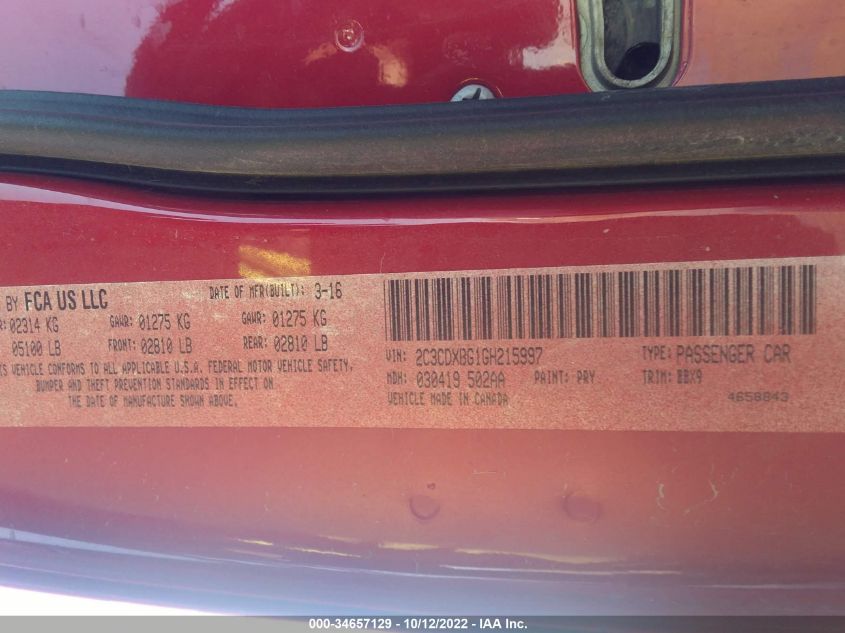 BY FCA US LLC DATE OF MFR(BUILT): 3-16
02314 KG GAWR: 01275 KG GAWR: 01275 KG
05100 LB FRONT: 02810 LB REAR: 02810 LB
VEHICLE CONFORMS TO ALL APPLICABLE U.S.A. FEDERAL MOTOR VEHICLE SAFETY,
BUMPER AND THEFT PREVENTION STANDARDS IN EFFECT ON
THE DATE OF MANUFACTURE SHOWN ABOVE.
VIN: 2C3CDXBG1GH215997 TYPE: PASSENGER CAR
MDH: 030419 502AA PAINT: PRY TRIM: BBX9
VEHICLE MADE IN CANADA 4658843
000-34657129 - 10/12/2022 - IAA Inc.